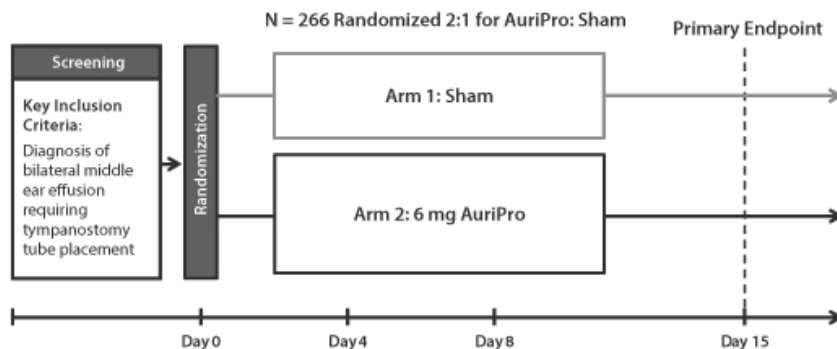 N = 266 Randomized 2:1 for AuriPro: Sham
Primary Endpoint
Screening
Key Inclusion
Criteria:
Diagnosis of
bilateral middle
ear effusion
requiring
tympanostomy
tube placement
Randomization
Arm 1: Sham
Arm 2: 6 mg AuriPro
Day 0
Day 4
Day 8
Day 15